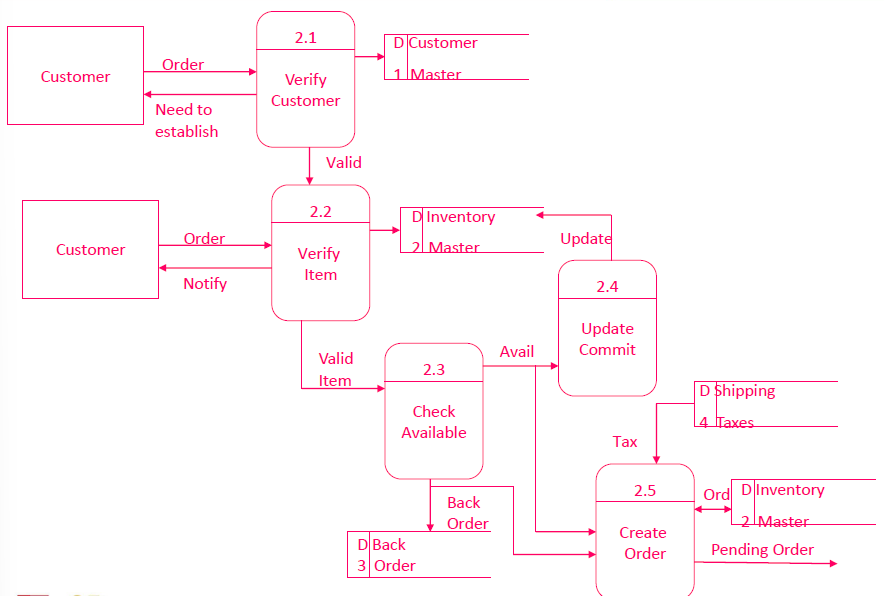 2.1
D Customer
1 Master
Customer
Order
Verify
Customer
Need to
establish
Valid
2.2
D Inventory
2 Master
Customer
Order
Verify
Item
Update
Notify
2.4
Update
Commit
Valid
Item
Avail
2.3
Check
Available
D Shipping
4 Taxes
Tax
2.5
Ord
D Inventory
2 Master
Back
Order
Create
Order
D Back
3 Order
Pending Order